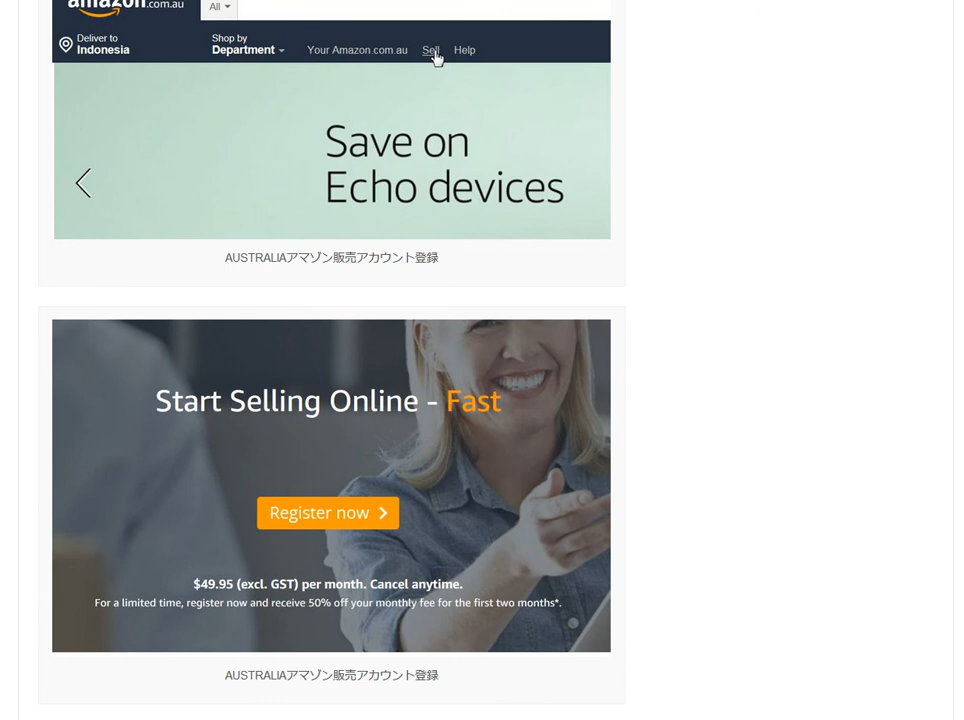 amazon.com.au
All
Deliver to
Indonesia
Shop by
Department
Your Amazon.com.au
Sell
Help
Save on
Echo devices
AUSTRALIAアマゾン販売アカウント登録
Start Selling Online - Fast
Register now
$49.95 (excl. GST) per month. Cancel anytime.
For a limited time, register now and receive 50% off your monthly fee for the first two months*.
AUSTRALIAアマゾン販売アカウント登録